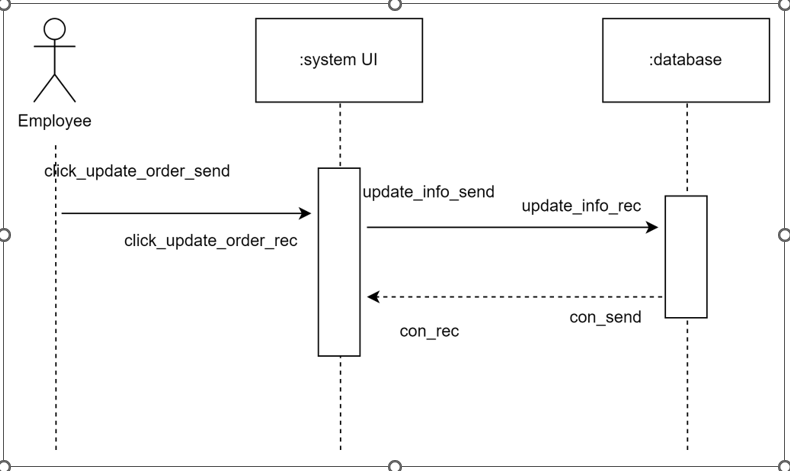 :system UI
:database
Employee
click_update_order_send
update_info_send
update_info_rec
click_update_order_rec
con_send
con_rec